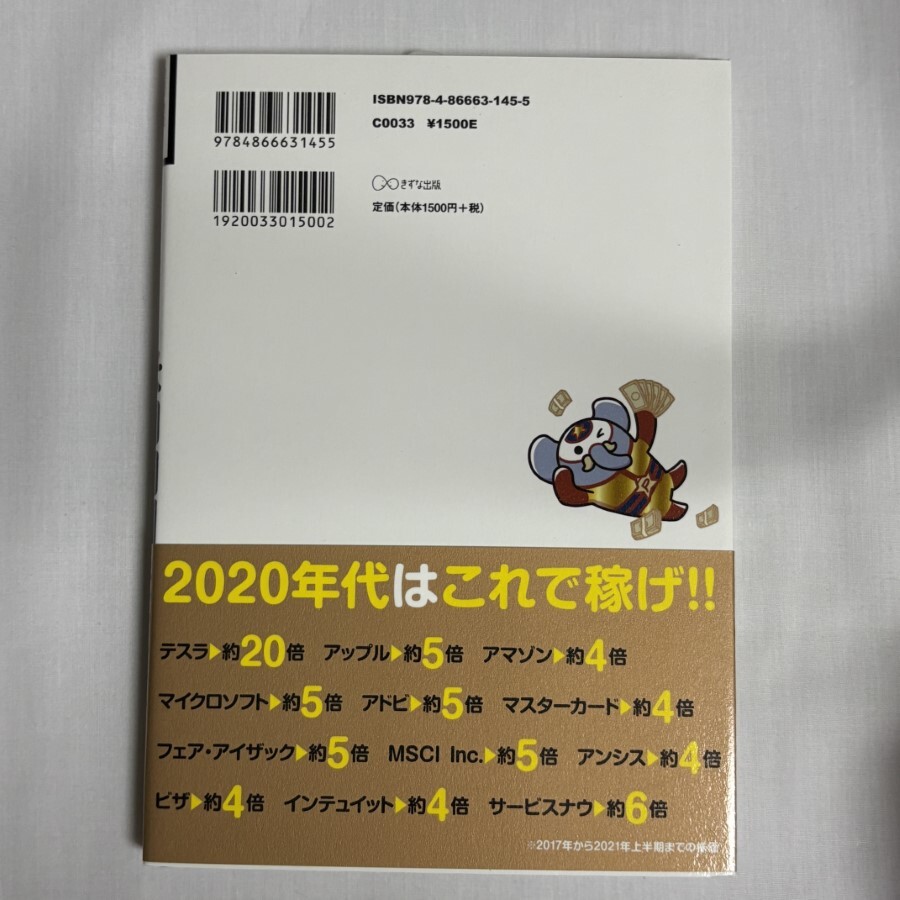 ISBN978-4-86663-145-5
C0033 ¥1500E
9784866631455
きずな出版
定価(本体1500円+税)
1920033015002
2020年代はこれで稼げ!!
テスラ▶約20倍 アップル▶約5倍 アマゾン▶約4倍
マイクロソフト▶約5倍 アドビ▶約5倍 マスターカード▶約4倍
フェア・アイザック▶約5倍 MSCI Inc.▶約5倍 アンシス▶約4倍
ビザ▶約4倍 インテュイット▶約4倍 サービスナウ▶約6倍
※2017年から2021年上半期までの